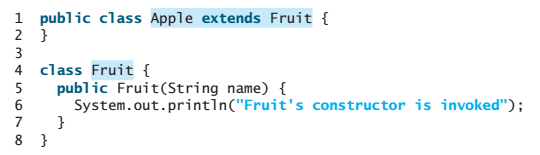 1 public class Apple extends Fruit {
2 }
3
4 class Fruit {
5   public Fruit(String name) {
6     System.out.println("Fruit's constructor is invoked");
7   }
8 }